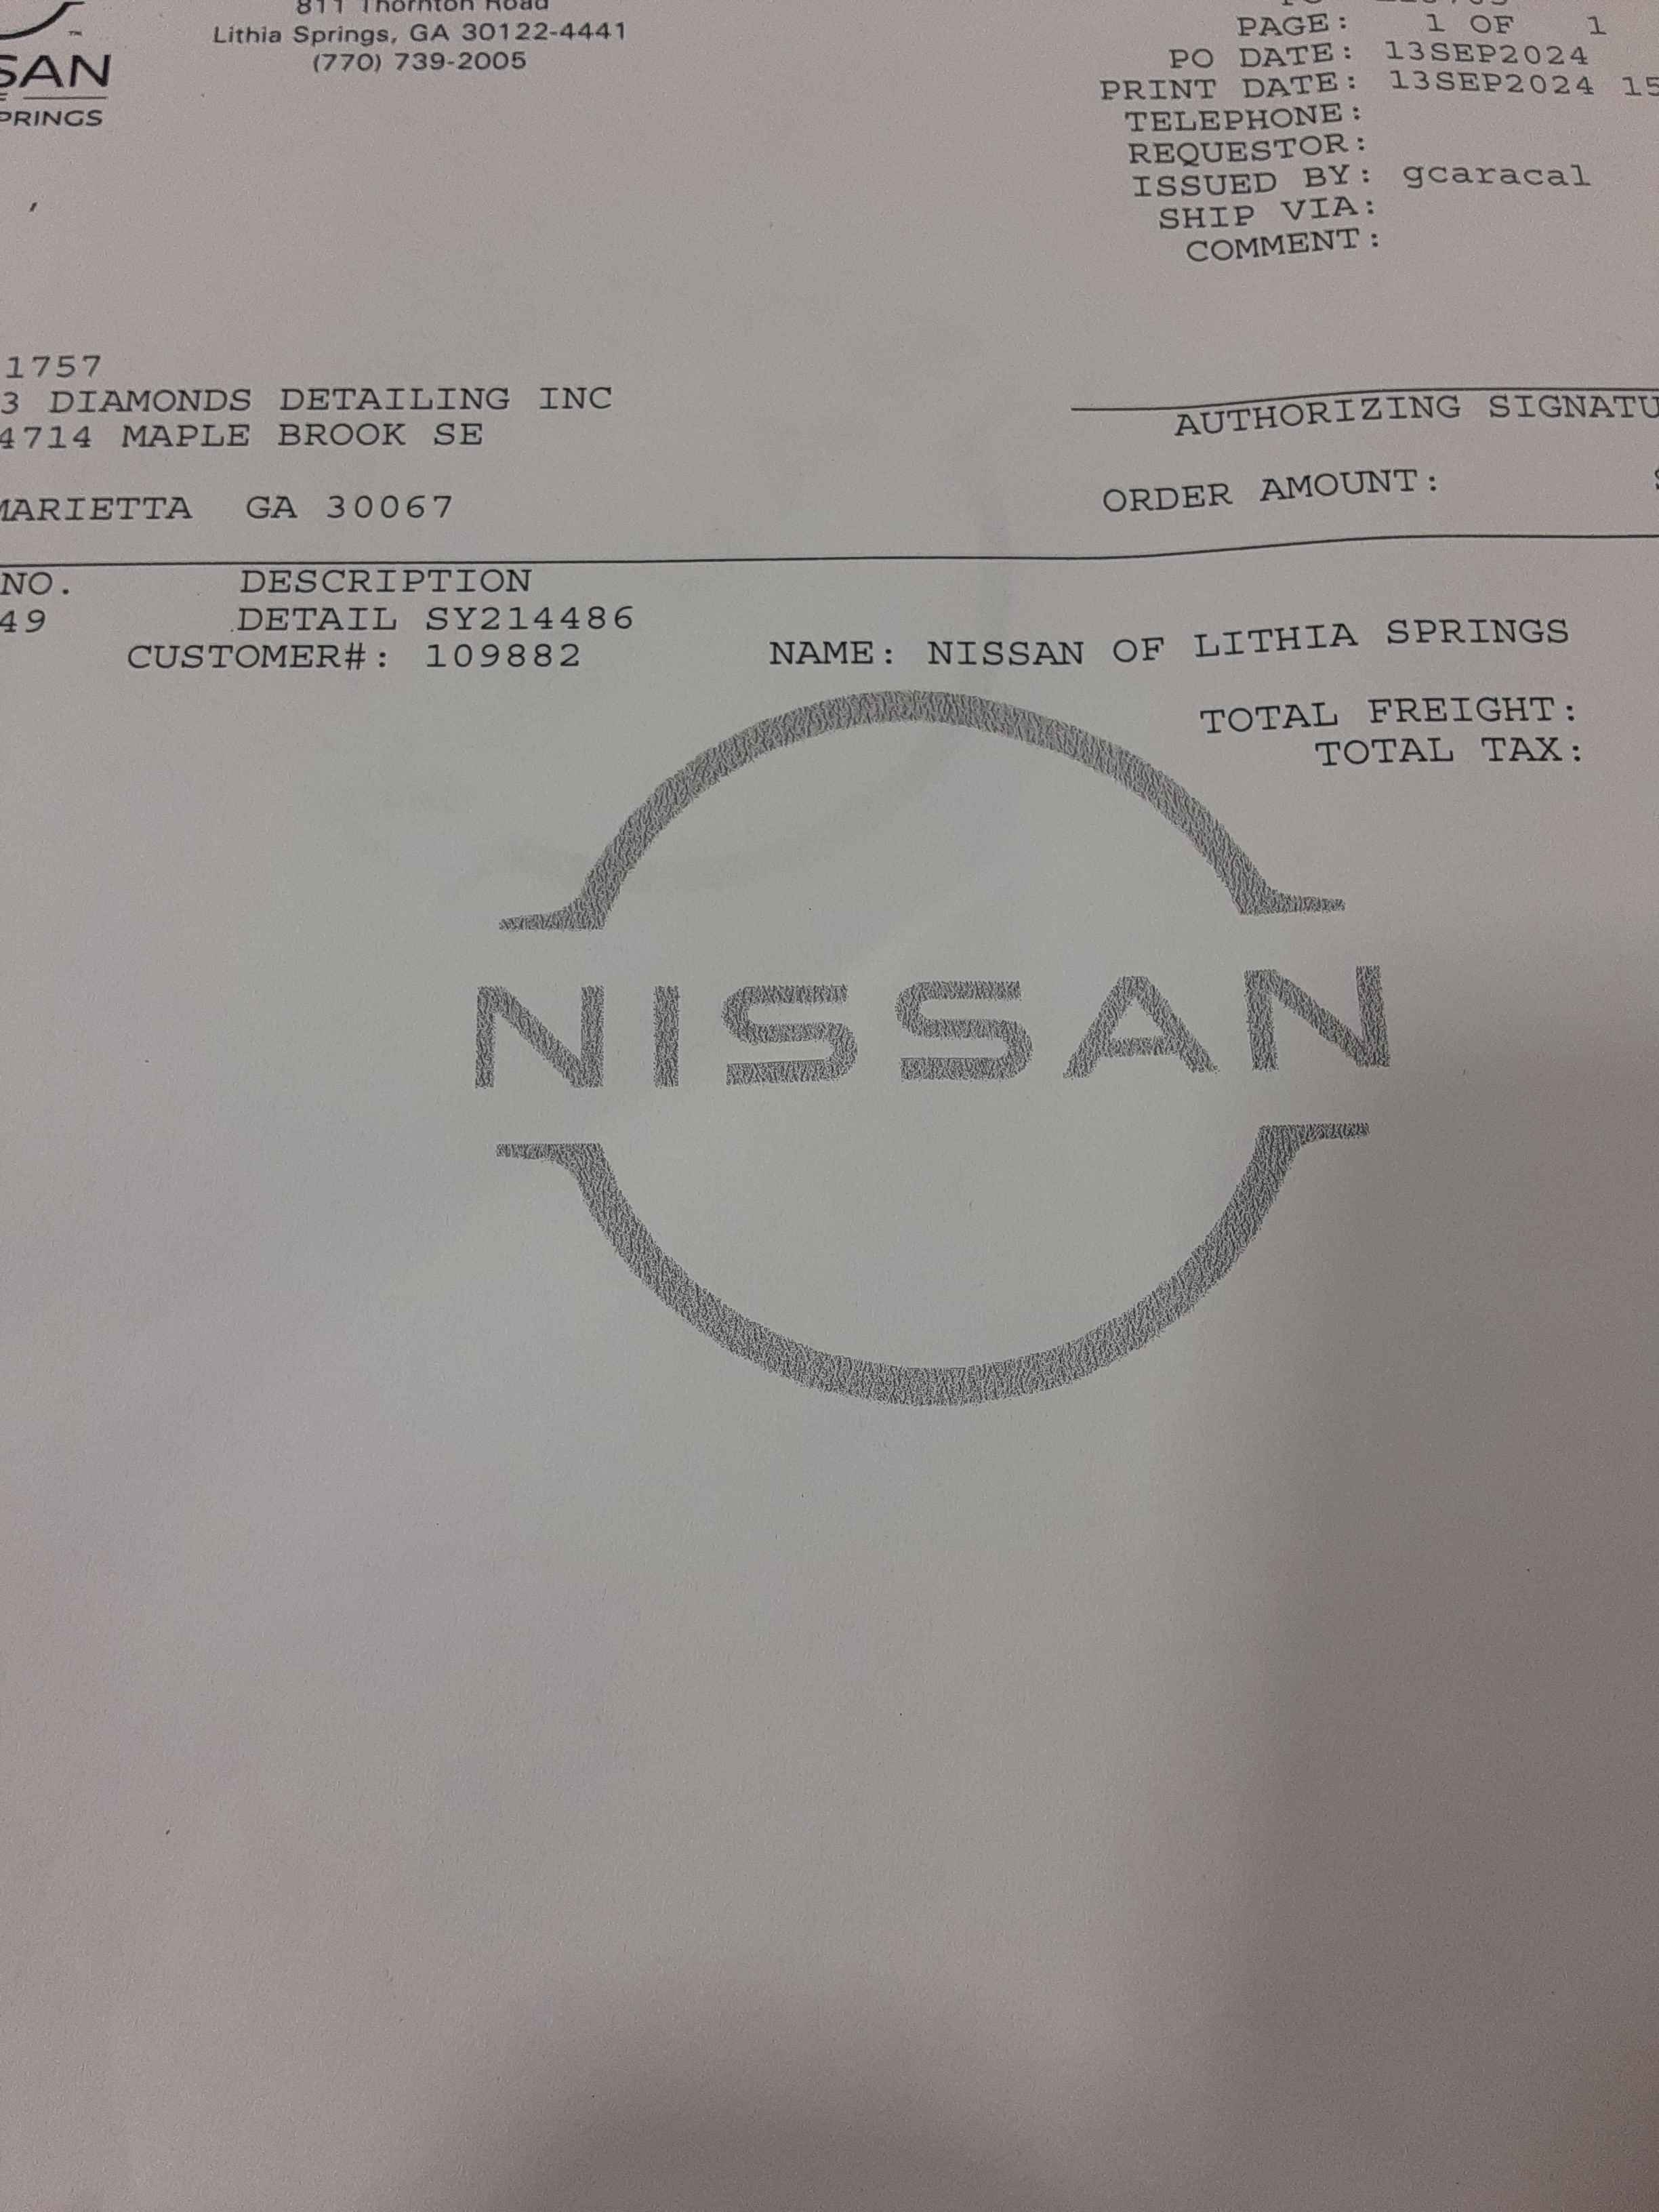 811 Thornton Road
Lithia Springs, GA 30122-4441
(770) 739-2005
SAN
PRINGS
PAGE: 1 OF 1
PO DATE: 13SEP2024
PRINT DATE: 13SEP2024 15
TELEPHONE:
REQUESTOR:
ISSUED BY: gcaracal
SHIP VIA:
COMMENT:
1757
3 DIAMONDS DETAILING INC
4714 MAPLE BROOK SE
MARIETTA GA 30067
AUTHORIZING SIGNATU
ORDER AMOUNT:
NO. DESCRIPTION
49 DETAIL SY214486
CUSTOMER#: 109882 NAME: NISSAN OF LITHIA SPRINGS
TOTAL FREIGHT:
TOTAL TAX:
NISSAN